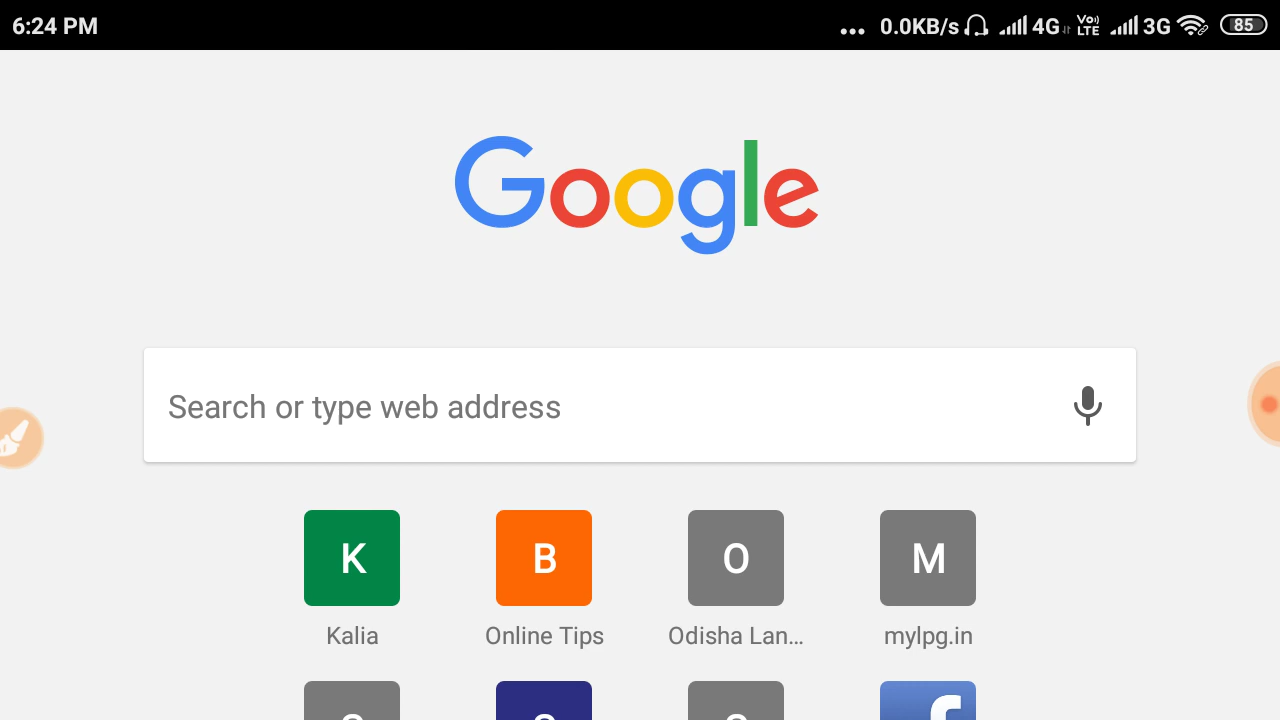 6:24 PM ... 0.0KB/s 4G Vo LTE 3G 85
Google
Search or type web address
K B O M
Kalia Online Tips Odisha Lan... mylpg.in
f